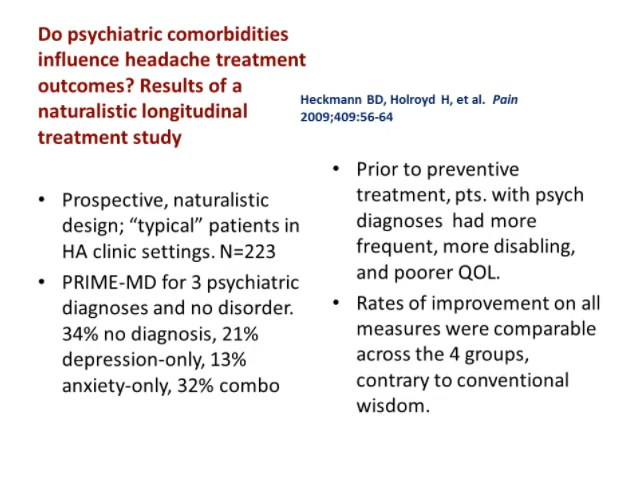 Do psychiatric comorbidities
influence headache treatment
outcomes? Results of a
naturalistic longitudinal
treatment study
Heckmann BD, Holroyd H, et al. Pain
2009;409:56-64
• Prospective, naturalistic
design; “typical” patients in
HA clinic settings. N=223
• PRIME-MD for 3 psychiatric
diagnoses and no disorder.
34% no diagnosis, 21%
depression-only, 13%
anxiety-only, 32% combo
• Prior to preventive
treatment, pts. with psych
diagnoses had more
frequent, more disabling,
and poorer QOL.
• Rates of improvement on all
measures were comparable
across the 4 groups,
contrary to conventional
wisdom.